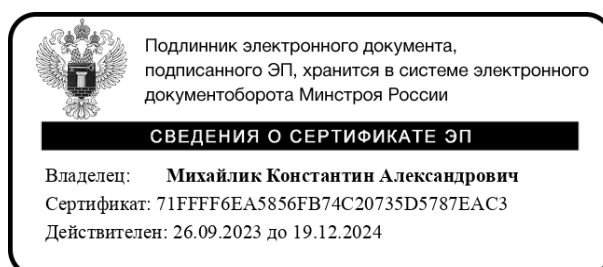 Подлинник электронного документа,
подписанного ЭП, хранится в системе электронного
документоборота Минстроя России
СВЕДЕНИЯ О СЕРТИФИКАТЕ ЭП
Владелец: Михайлик Константин Александрович
Сертификат: 71FFFF6EA5856FB74C20735D5787EAC3
Действителен: 26.09.2023 до 19.12.2024